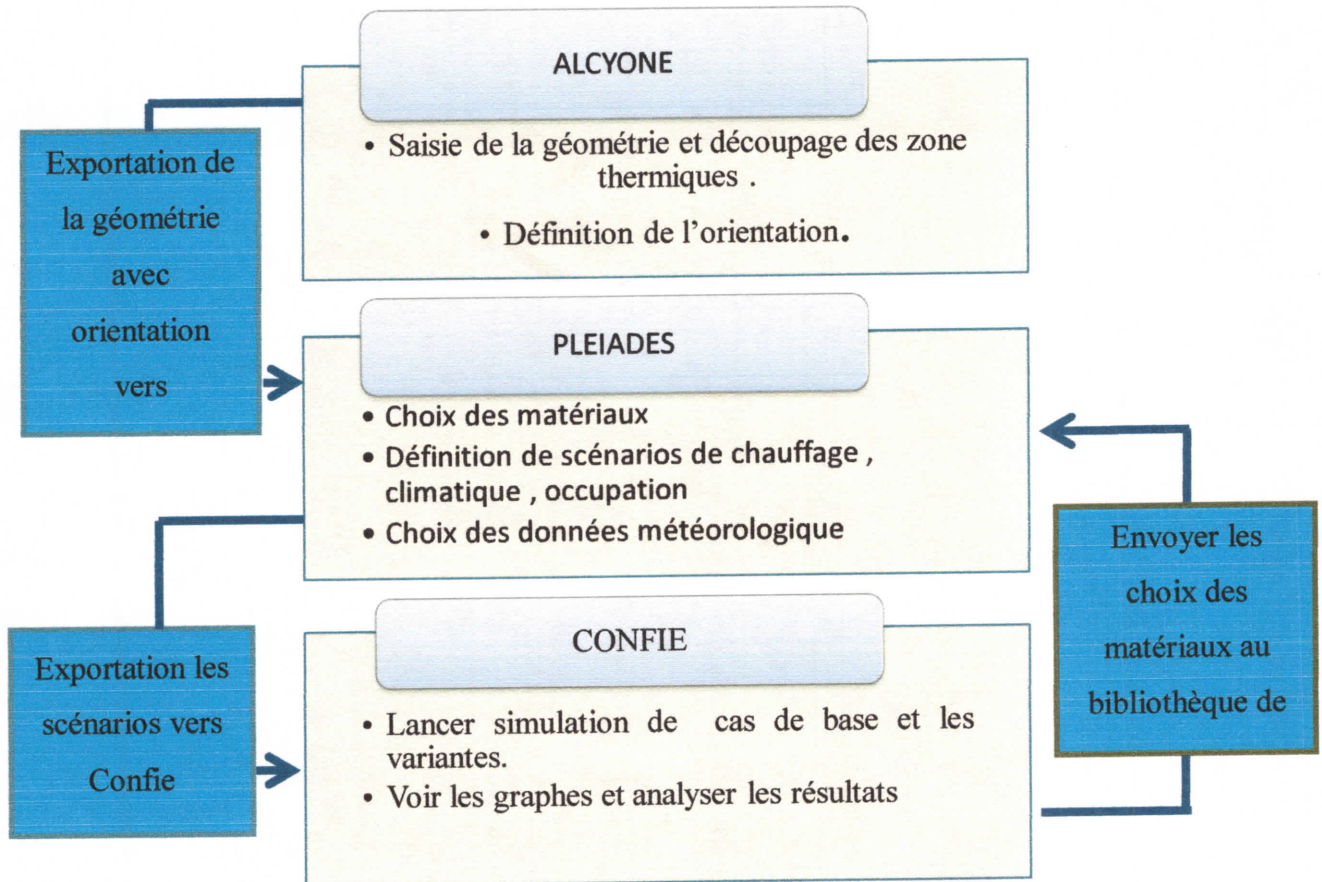 ALCYONE
• Saisie de la géométrie et découpage des zone
thermiques .
• Définition de l’orientation.
Exportation de
la géométrie
avec
orientation
vers
PLEIADES
• Choix des matériaux
• Définition de scénarios de chauffage ,
climatique , occupation
• Choix des données météorologique
Envoyer les
choix des
matériaux au
bibliothèque de
Exportation les
scénarios vers
Confie
CONFIE
• Lancer simulation de cas de base et les
variantes.
• Voir les graphes et analyser les résultats